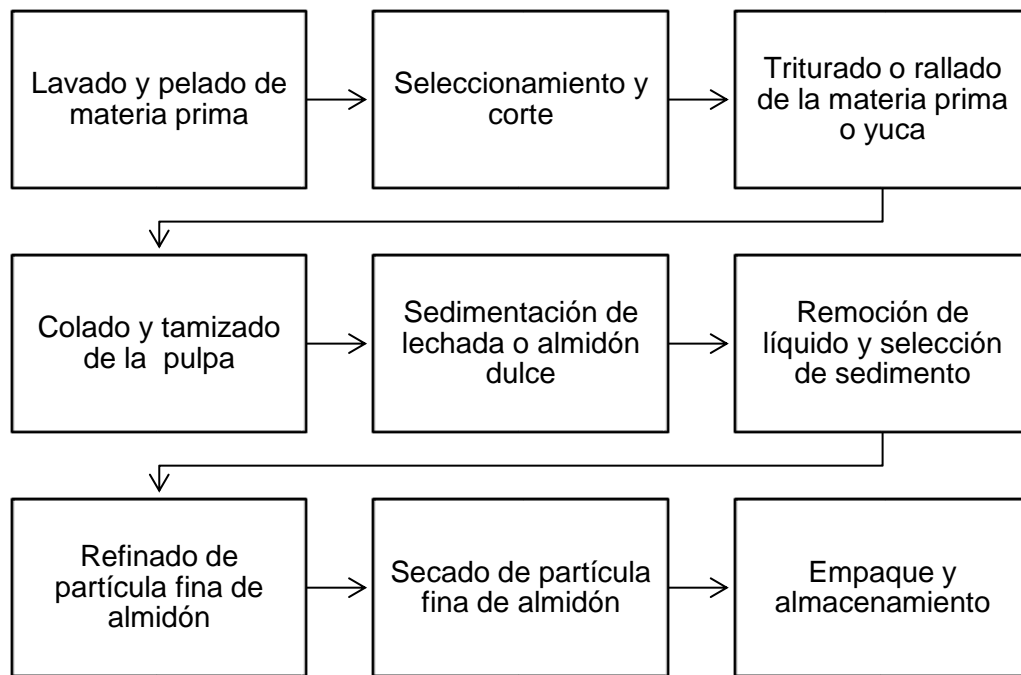 Lavado y pelado de
materia prima
Seleccionamiento y
corte
Triturado o rallado
de la materia prima
o yuca
Colado y tamizado
de la  pulpa
Sedimentación de
lechada o almidón
dulce
Remoción de
líquido y selección
de sedimento
Refinado de
partícula fina de
almidón
Secado de partícula
fina de almidón
Empaque y
almacenamiento